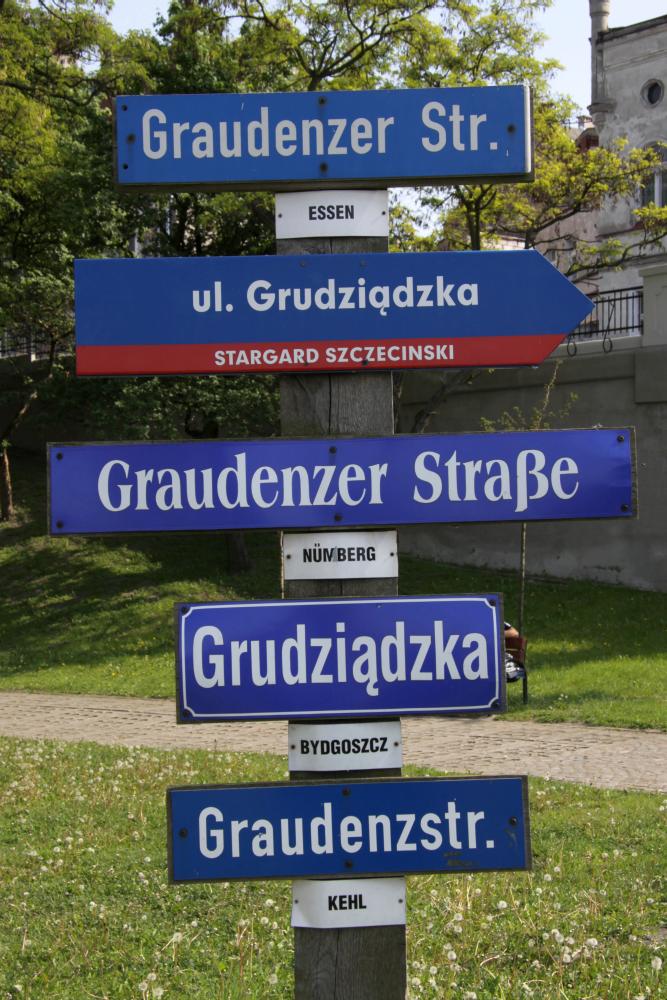 Graudenzer Str.
ESSEN
ul. Grudziądzka
STARGARD SZCZECINSKI
Graudenzer Straße
NÜMBERG
Grudziądzka
BYDGOSZCZ
Graudenzstr.
KEHL